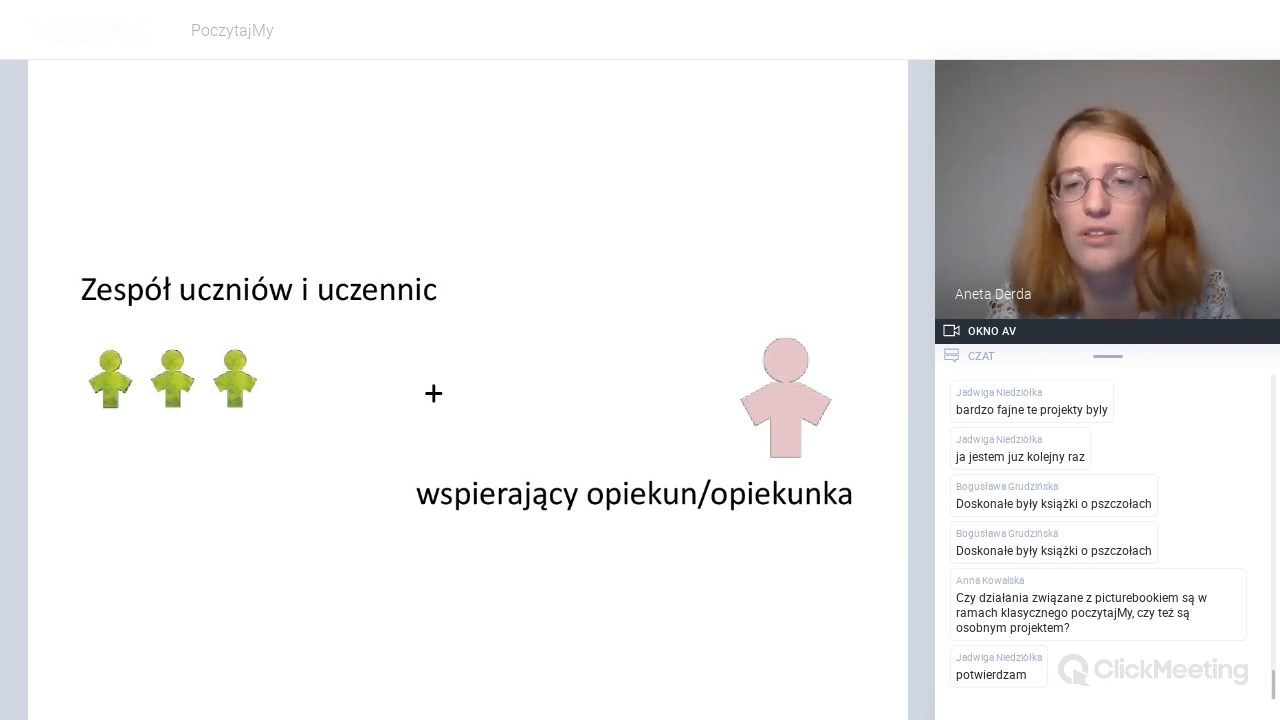 PoczytajMy
Zespół uczniów i uczennic
+
wspierający opiekun/opiekunka
Aneta Derda
OKNO AV
CZAT
Jadwiga Niedziółka
bardzo fajne te projekty byly
Jadwiga Niedziółka
ja jestem juz kolejny raz
Bogusława Grudzińska
Doskonałe były książki o pszczołach
Bogusława Grudzińska
Doskonałe były książki o pszczołach
Anna Kowalska
Czy działania związane z picturebookiem są w
ramach klasycznego poczytajMy, czy też są
osobnym projektem?
Jadwiga Niedziółka
potwierdzam
ClickMeeting